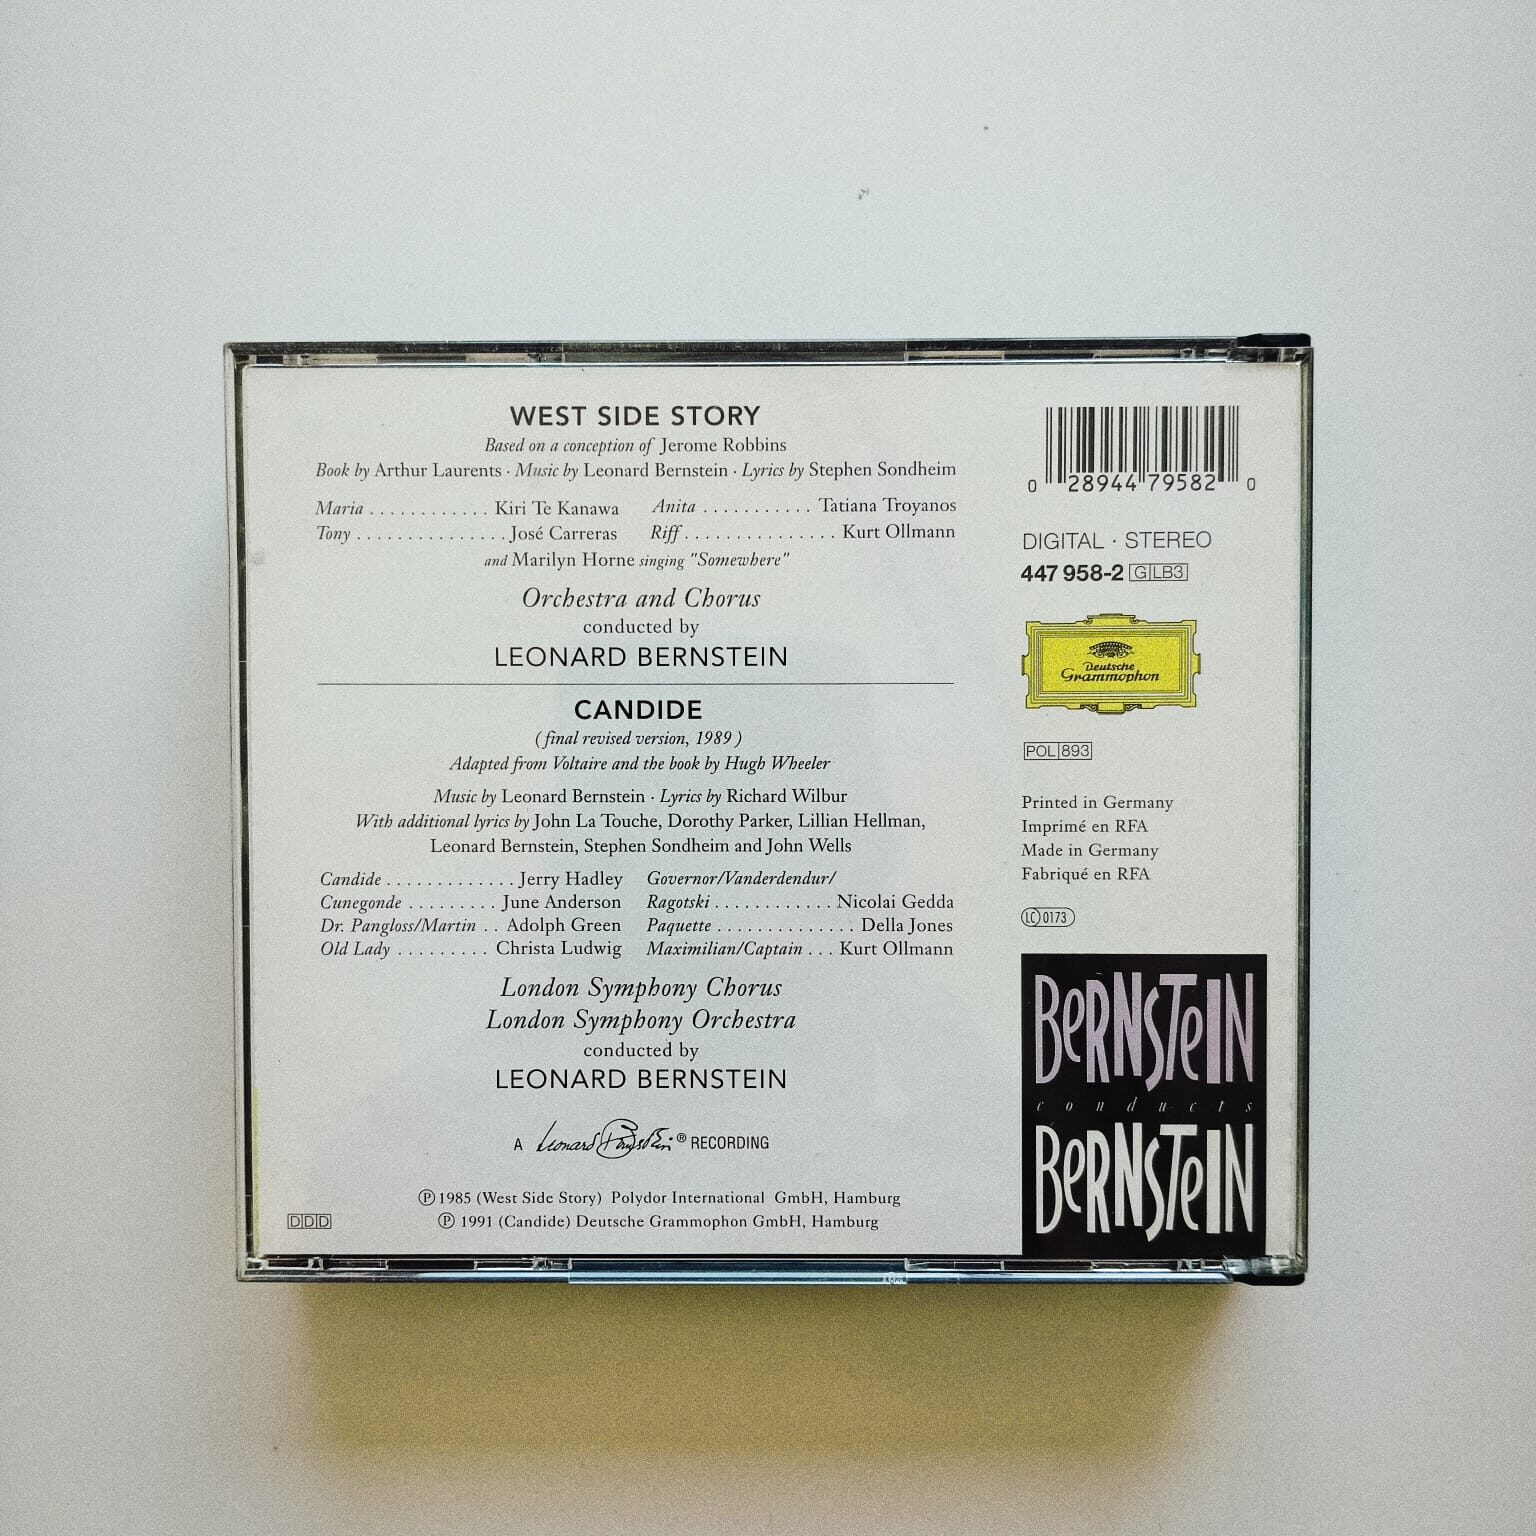 WEST SIDE STORY
Based on a conception of Jerome Robbins
Book by Arthur Laurents · Music by Leonard Bernstein · Lyrics by Stephen Sondheim
Maria . . . . . . . . . . . . Kiri Te Kanawa
Tony . . . . . . . . . . . . . . . José Carreras
Anita . . . . . . . . . . . Tatiana Troyanos
Riff . . . . . . . . . . . . . . . Kurt Ollmann
and Marilyn Horne singing "Somewhere"
Orchestra and Chorus
conducted by
LEONARD BERNSTEIN
CANDIDE
(final revised version, 1989)
Adapted from Voltaire and the book by Hugh Wheeler
Music by Leonard Bernstein · Lyrics by Richard Wilbur
With additional lyrics by John La Touche, Dorothy Parker, Lillian Hellman,
Leonard Bernstein, Stephen Sondheim and John Wells
Candide . . . . . . . . . . . . . Jerry Hadley
Cunegonde . . . . . . . . . June Anderson
Dr. Pangloss/Martin . . Adolph Green
Old Lady . . . . . . . . . Christa Ludwig
Governor/Vanderdendur/
Ragotski . . . . . . . . . . . . Nicolai Gedda
Paquette . . . . . . . . . . . . . . Della Jones
Maximilian/Captain . . . Kurt Ollmann
London Symphony Chorus
London Symphony Orchestra
conducted by
LEONARD BERNSTEIN
A Leonard Bernstein ® RECORDING
℗ 1985 (West Side Story) Polydor International GmbH, Hamburg
℗ 1991 (Candide) Deutsche Grammophon GmbH, Hamburg
DDD
0 28944 79582 0
DIGITAL · STEREO
447 958-2 G LB3
Deutsche
Grammophon
POL 893
Printed in Germany
Imprimé en RFA
Made in Germany
Fabriqué en RFA
LC 0173
BERNSTEIN
conducts
BERNSTEIN